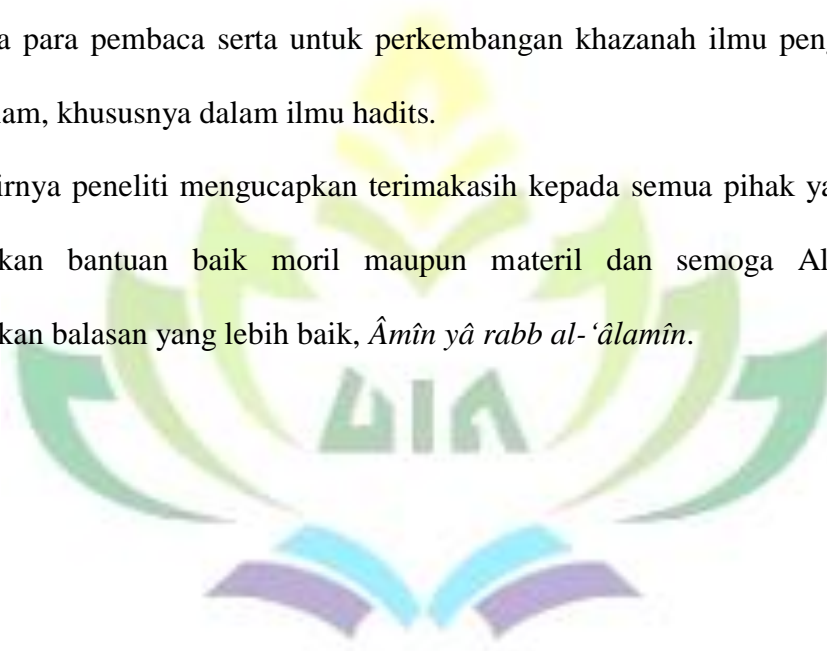 a para pembaca serta untuk perkembangan khazanah ilmu peng
lam, khususnya dalam ilmu hadits.
irnya peneliti mengucapkan terimakasih kepada semua pihak ya
kan bantuan baik moril maupun materil dan semoga Al
kan balasan yang lebih baik, Âmîn yâ rabb al-‘âlamîn.
UIN